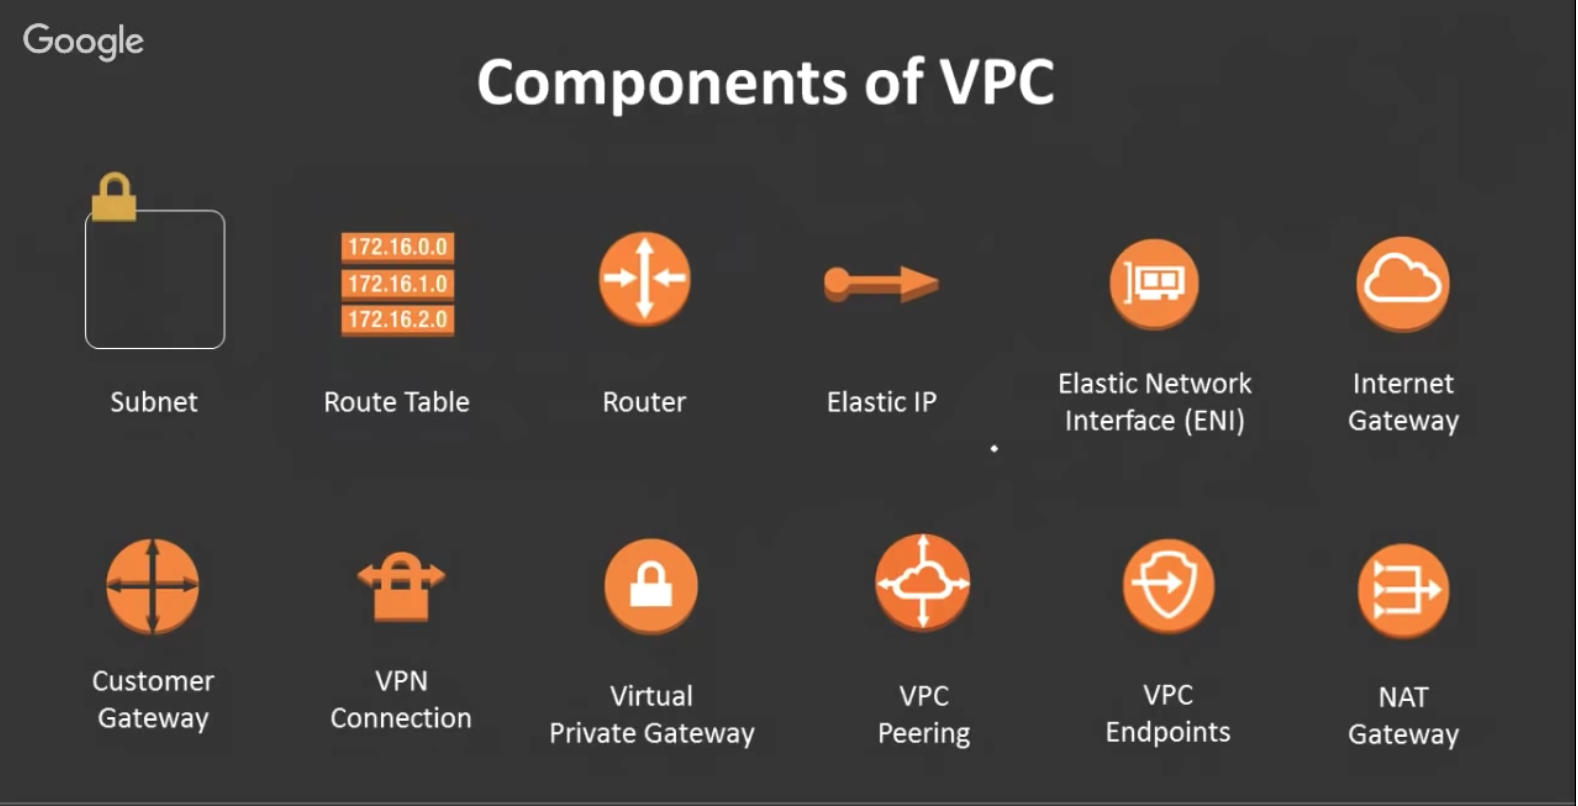 Google
Components of VPC
172.16.0.0
172.16.1.0
172.16.2.0
Subnet
Route Table
Router
Elastic IP
Elastic Network
Interface (ENI)
Internet
Gateway
Customer
Gateway
VPN
Connection
Virtual
Private Gateway
VPC
Peering
VPC
Endpoints
NAT
Gateway